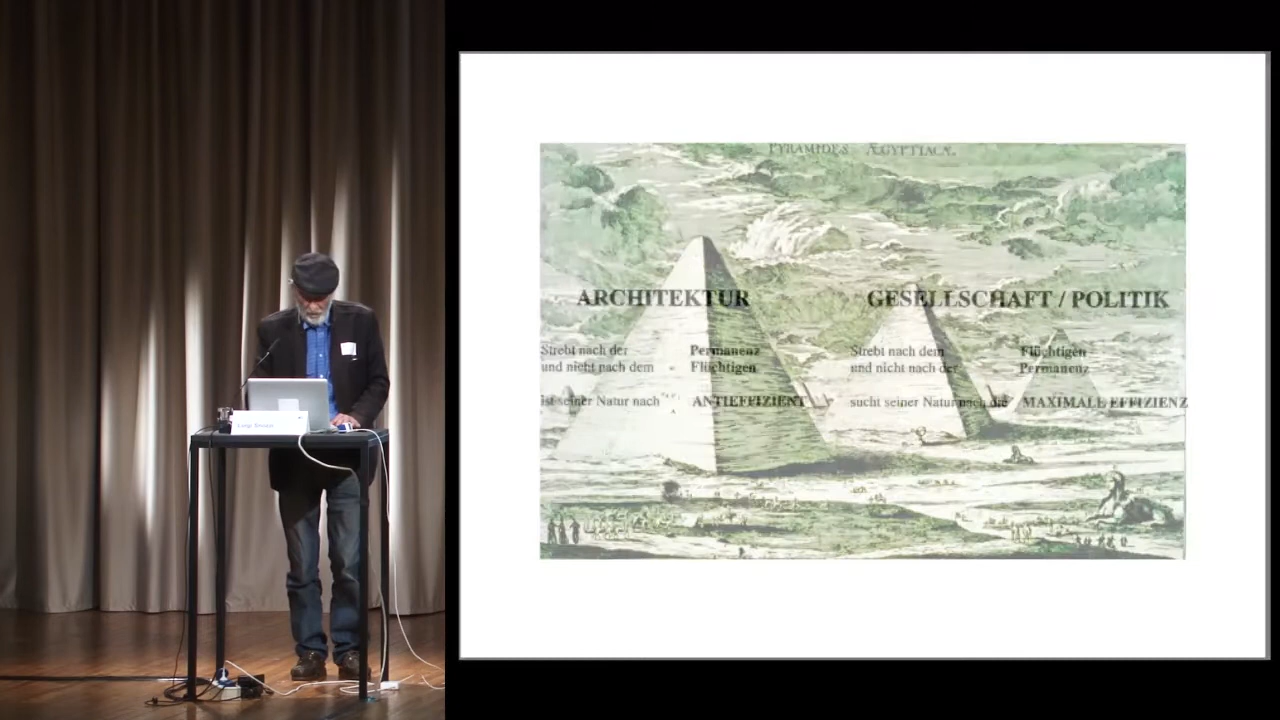 PYRAMIDES ÆGYPTIACÆ.
ARCHITEKTUR GESELLSCHAFT / POLITIK
Strebt nach der Permanenz Strebt nach dem Flüchtigen
und nicht nach dem Flüchtigen und nicht nach der Permanenz
ist seiner Natur nach ANTIEFFIZIENT sucht seiner Natur nach die MAXIMALE EFFIZIENZ